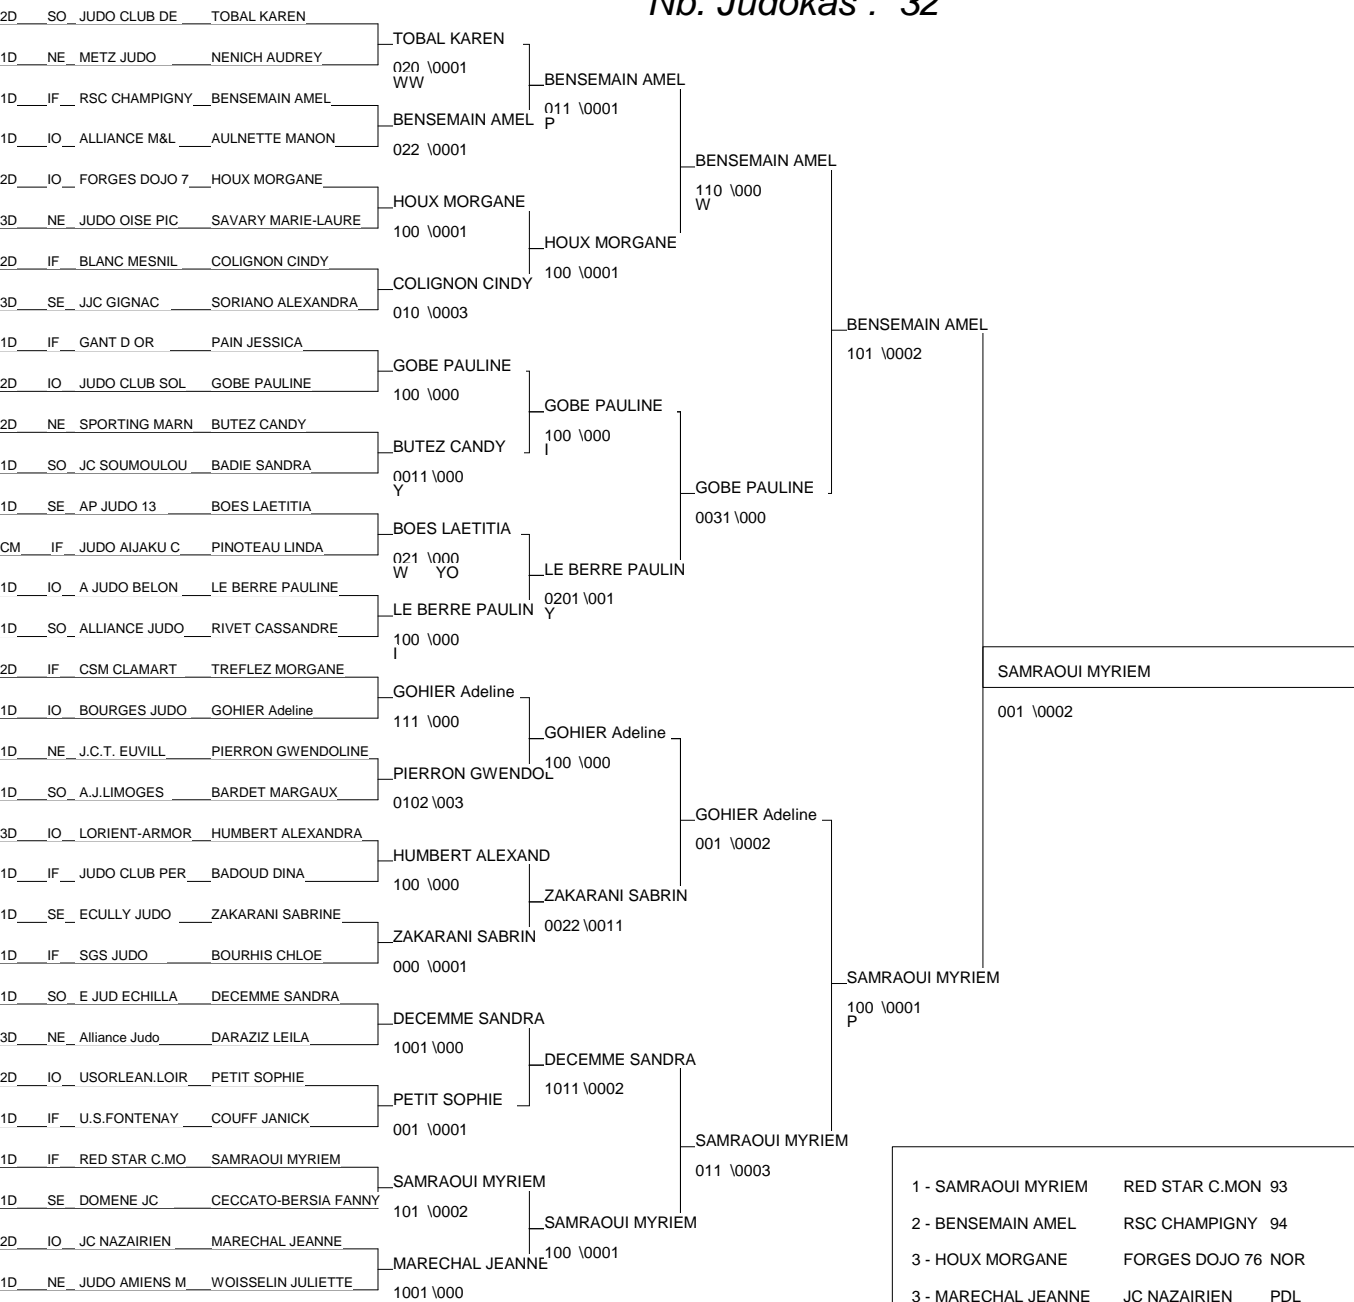 Nb. Judokas : 32
2D SO JUDO CLUB DE TOBAL KAREN
1D NE METZ JUDO NENICH AUDREY
1D IF RSC CHAMPIGNY BENSEMAIN AMEL
1D IO ALLIANCE M&L AULNETTE MANON
2D IO FORGES DOJO 7 HOUX MORGANE
3D NE JUDO OISE PIC SAVARY MARIE-LAURE
2D IF BLANC MESNIL COLIGNON CINDY
3D SE JJC GIGNAC SORIANO ALEXANDRA
1D IF GANT D OR PAIN JESSICA
2D IO JUDO CLUB SOL GOBE PAULINE
2D NE SPORTING MARN BUTEZ CANDY
1D SO JC SOUMOULOU BADIE SANDRA
1D SE AP JUDO 13 BOES LAETITIA
CM IF JUDO AIJAKU C PINOTEAU LINDA
1D IO A JUDO BELON LE BERRE PAULINE
1D SO ALLIANCE JUDO RIVET CASSANDRE
2D IF CSM CLAMART TREFLEZ MORGANE
1D IO BOURGES JUDO GOHIER Adeline
1D NE J.C.T. EUVILL PIERRON GWENDOLINE
1D SO A.J.LIMOGES BARDET MARGAUX
3D IO LORIENT-ARMOR HUMBERT ALEXANDRA
1D IF JUDO CLUB PER BADOUD DINA
1D SE ECULLY JUDO ZAKARANI SABRINE
1D IF SGS JUDO BOURHIS CHLOE
1D SO E JUD ECHILLA DECEMME SANDRA
3D NE Alliance Judo DARAZIZ LEILA
2D IO USORLEAN.LOIR PETIT SOPHIE
1D IF U.S.FONTENAY COUFF JANICK
1D IF RED STAR C.MO SAMRAOUI MYRIEM
1D SE DOMENE JC CECCATO-BERSIA FANNY
2D IO JC NAZAIRIEN MARECHAL JEANNE
1D NE JUDO AMIENS M WOISSELIN JULIETTE
TOBAL KAREN
020 \0001
WW
BENSEMAIN AMEL
022 \0001
HOUX MORGANE
100 \0001
COLIGNON CINDY
010 \0003
GOBE PAULINE
100 \000
BUTEZ CANDY
0011 \000
Y
BOES LAETITIA
021 \000
W YO
LE BERRE PAULIN
100 \000
I
GOHIER Adeline
111 \000
PIERRON GWENDOL
0102 \003
HUMBERT ALEXAND
100 \000
ZAKARANI SABRIN
000 \0001
DECEMME SANDRA
1001 \000
PETIT SOPHIE
001 \0001
SAMRAOUI MYRIEM
101 \0002
MARECHAL JEANNE
1001 \000
BENSEMAIN AMEL
011 \0001
P
HOUX MORGANE
100 \0001
GOBE PAULINE
100 \000
I
LE BERRE PAULIN
0201 \001
Y
GOHIER Adeline
100 \000
ZAKARANI SABRIN
0022 \0011
DECEMME SANDRA
1011 \0002
SAMRAOUI MYRIEM
100 \0001
BENSEMAIN AMEL
110 \000
W
GOBE PAULINE
0031 \000
GOHIER Adeline
001 \0002
SAMRAOUI MYRIEM
011 \0003
BENSEMAIN AMEL
101 \0002
SAMRAOUI MYRIEM
100 \0001
P
SAMRAOUI MYRIEM
001 \0002
1 - SAMRAOUI MYRIEM RED STAR C.MON 93
2 - BENSEMAIN AMEL RSC CHAMPIGNY 94
3 - HOUX MORGANE FORGES DOJO 76 NOR
3 - MARECHAL JEANNE JC NAZAIRIEN PDL